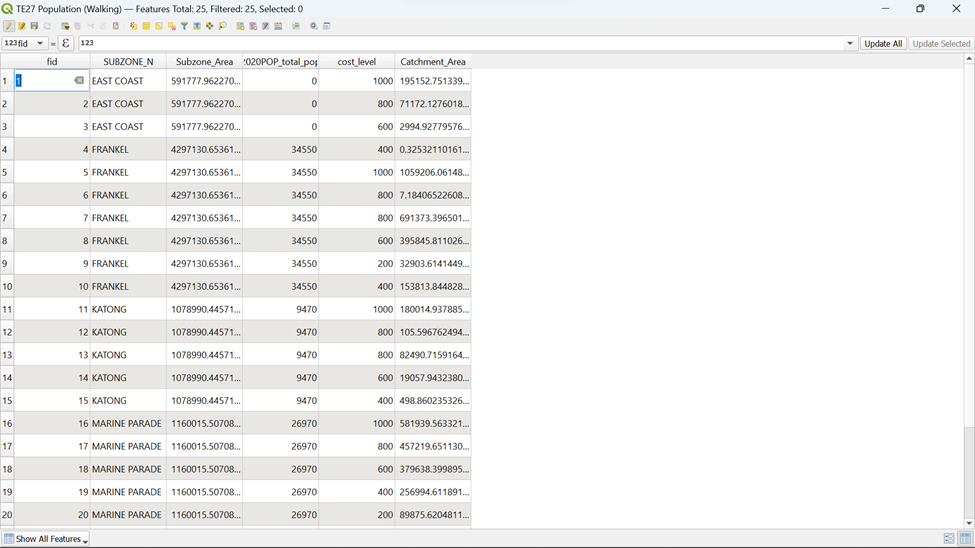 TE27 Population (Walking) — Features Total: 25, Filtered: 25, Selected: 0
123 fid = ε 123 Update All Update Selected
fid SUBZONE_N Subzone_Area 2020POP_total_pop cost_level Catchment_Area
1 1 EAST COAST 591777.962270... 0 1000 195152.751339...
2 2 EAST COAST 591777.962270... 0 800 71172.1276018...
3 3 EAST COAST 591777.962270... 0 600 2994.92779576...
4 4 FRANKEL 4297130.65361... 34550 400 0.32532110161...
5 5 FRANKEL 4297130.65361... 34550 1000 1059206.06148...
6 6 FRANKEL 4297130.65361... 34550 800 7.18406522608...
7 7 FRANKEL 4297130.65361... 34550 800 691373.396501...
8 8 FRANKEL 4297130.65361... 34550 600 395845.811026...
9 9 FRANKEL 4297130.65361... 34550 200 32903.6141449...
10 10 FRANKEL 4297130.65361... 34550 400 153813.844828...
11 11 KATONG 1078990.44571... 9470 1000 180014.937885...
12 12 KATONG 1078990.44571... 9470 800 105.596762494...
13 13 KATONG 1078990.44571... 9470 800 82490.7159164...
14 14 KATONG 1078990.44571... 9470 600 19057.9432380...
15 15 KATONG 1078990.44571... 9470 400 498.860235326...
16 16 MARINE PARADE 1160015.50708... 26970 1000 581939.563321...
17 17 MARINE PARADE 1160015.50708... 26970 800 457219.651130...
18 18 MARINE PARADE 1160015.50708... 26970 600 379638.399895...
19 19 MARINE PARADE 1160015.50708... 26970 400 256994.611891...
20 20 MARINE PARADE 1160015.50708... 26970 200 89875.6204811...
Show All Features